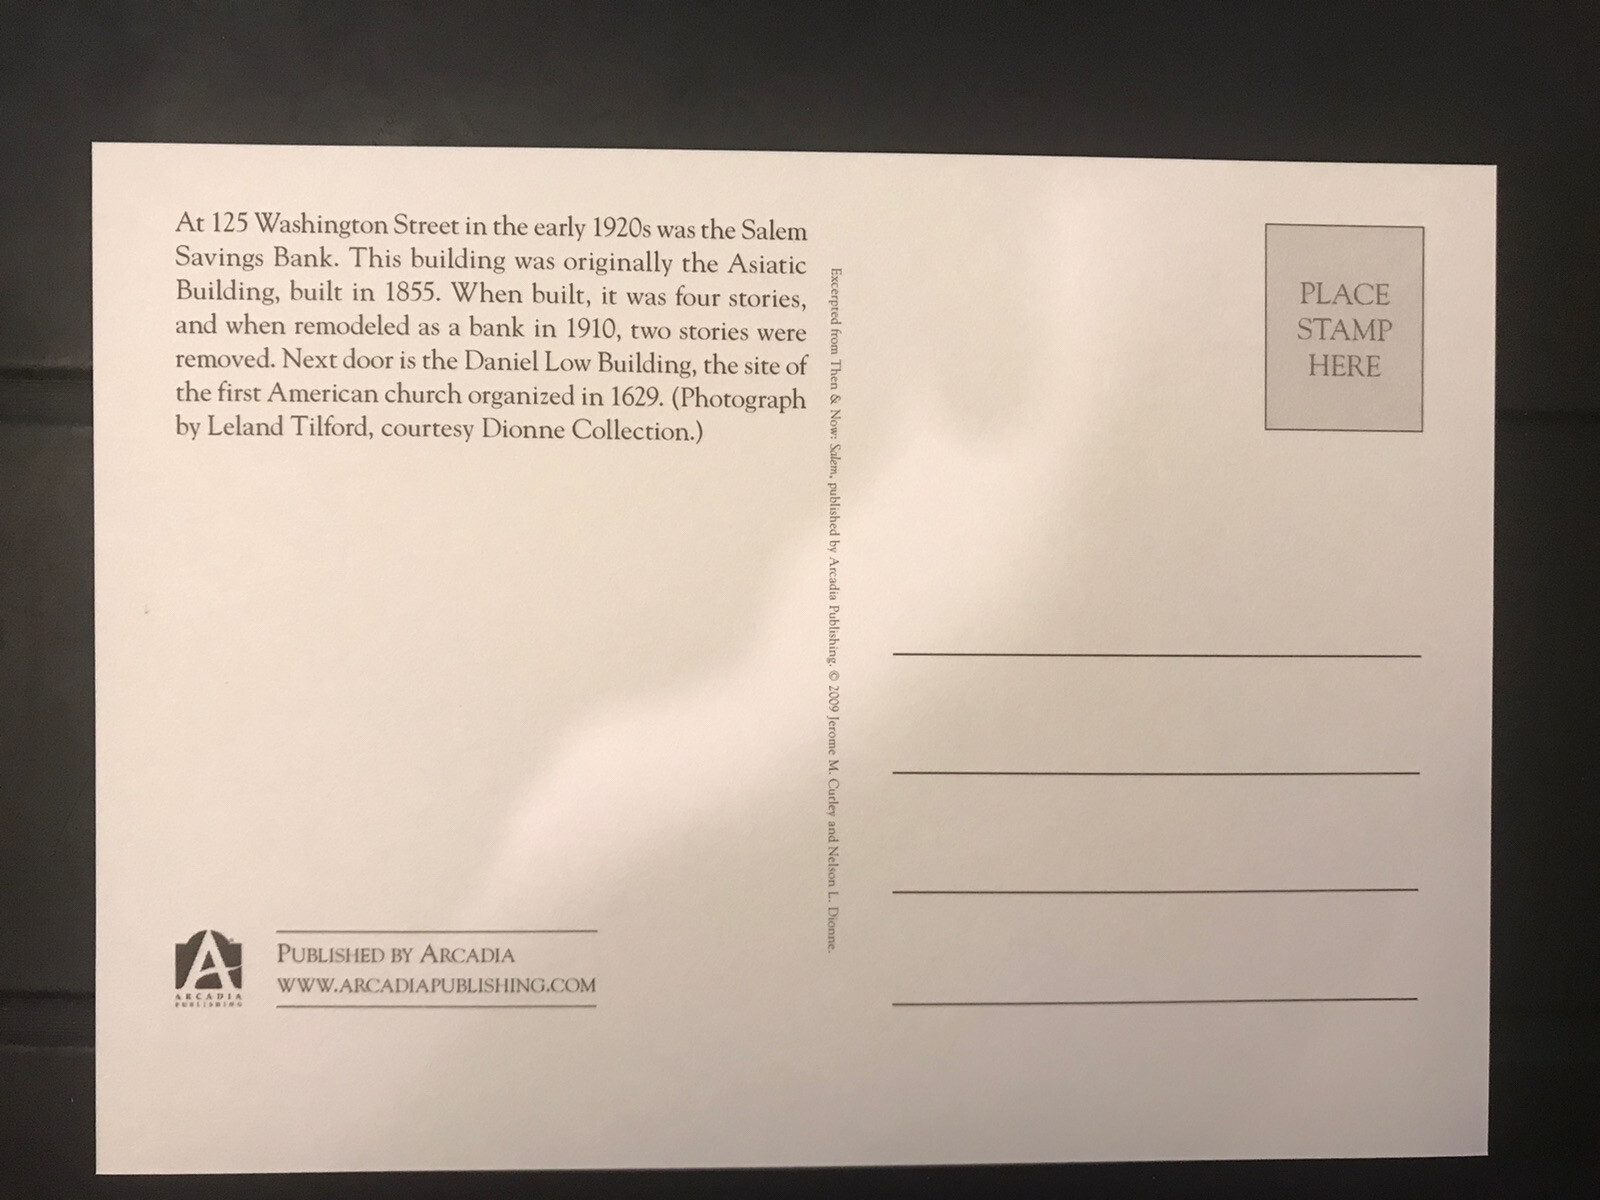 At 125 Washington Street in the early 1920s was the Salem
Savings Bank. This building was originally the Asiatic
Building, built in 1855. When built, it was four stories,
and when remodeled as a bank in 1910, two stories were
removed. Next door is the Daniel Low Building, the site of
the first American church organized in 1629. (Photograph
by Leland Tilford, courtesy Dionne Collection.)
Excerpted from Then & Now: Salem, published by Arcadia Publishing. © 2009 Jerome M. Curley and Nelson L. Dionne.
PLACE
STAMP
HERE
A
ARCADIA
PUBLISHING
PUBLISHED BY ARCADIA
WWW.ARCADIAPUBLISHING.COM